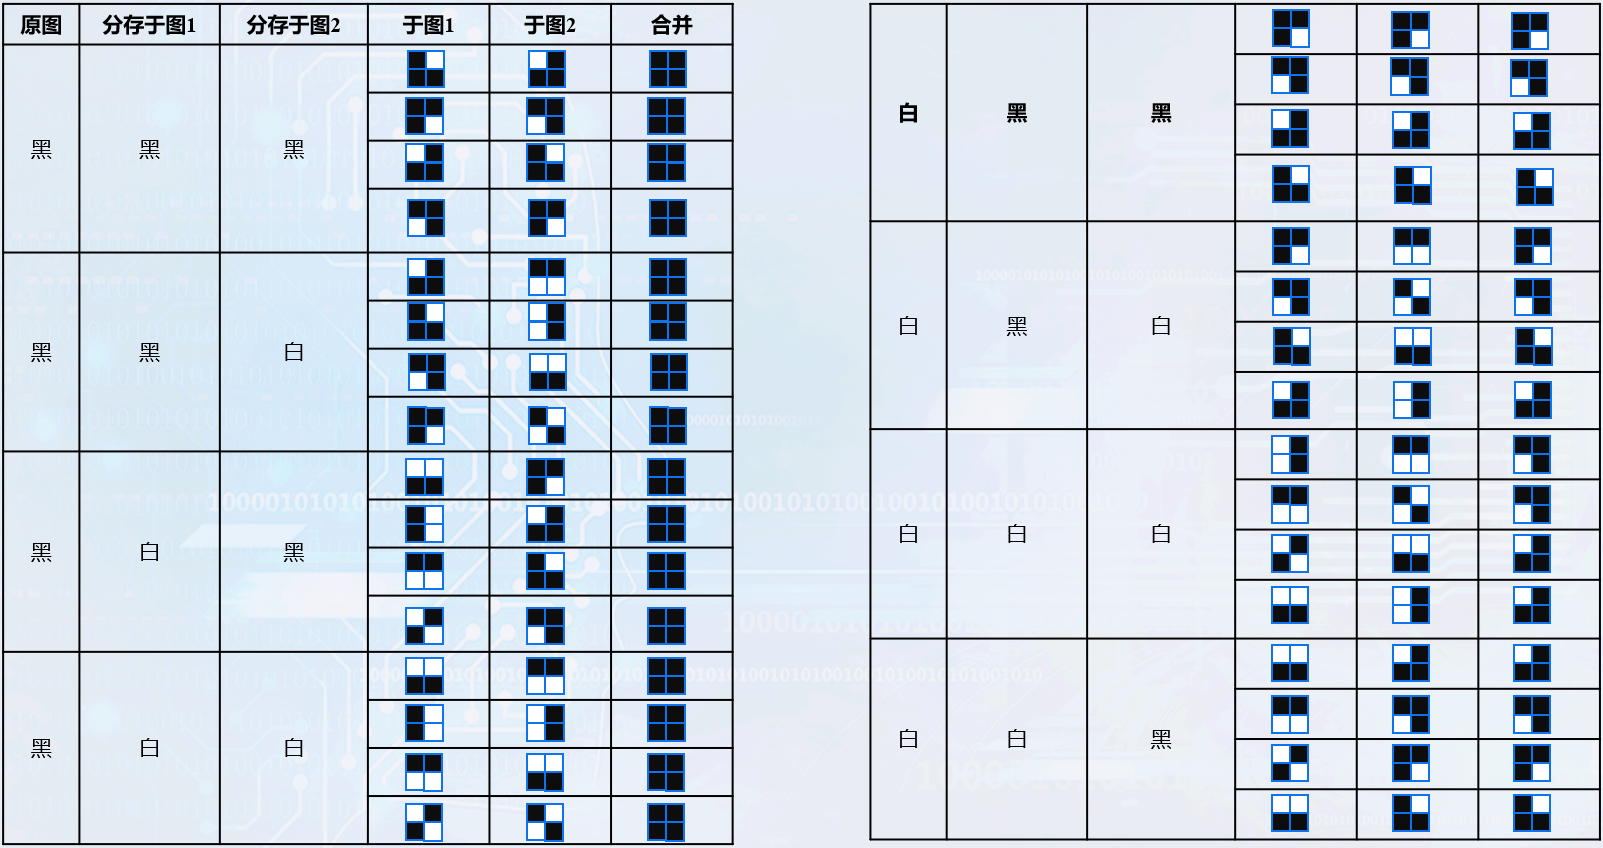 原图 分存于图1 分存于图2 于图1 于图2 合并
黑 黑 黑
黑 黑 白
黑 白 黑
黑 白 白
白 黑 黑
白 黑 白
白 白 白
白 白 黑